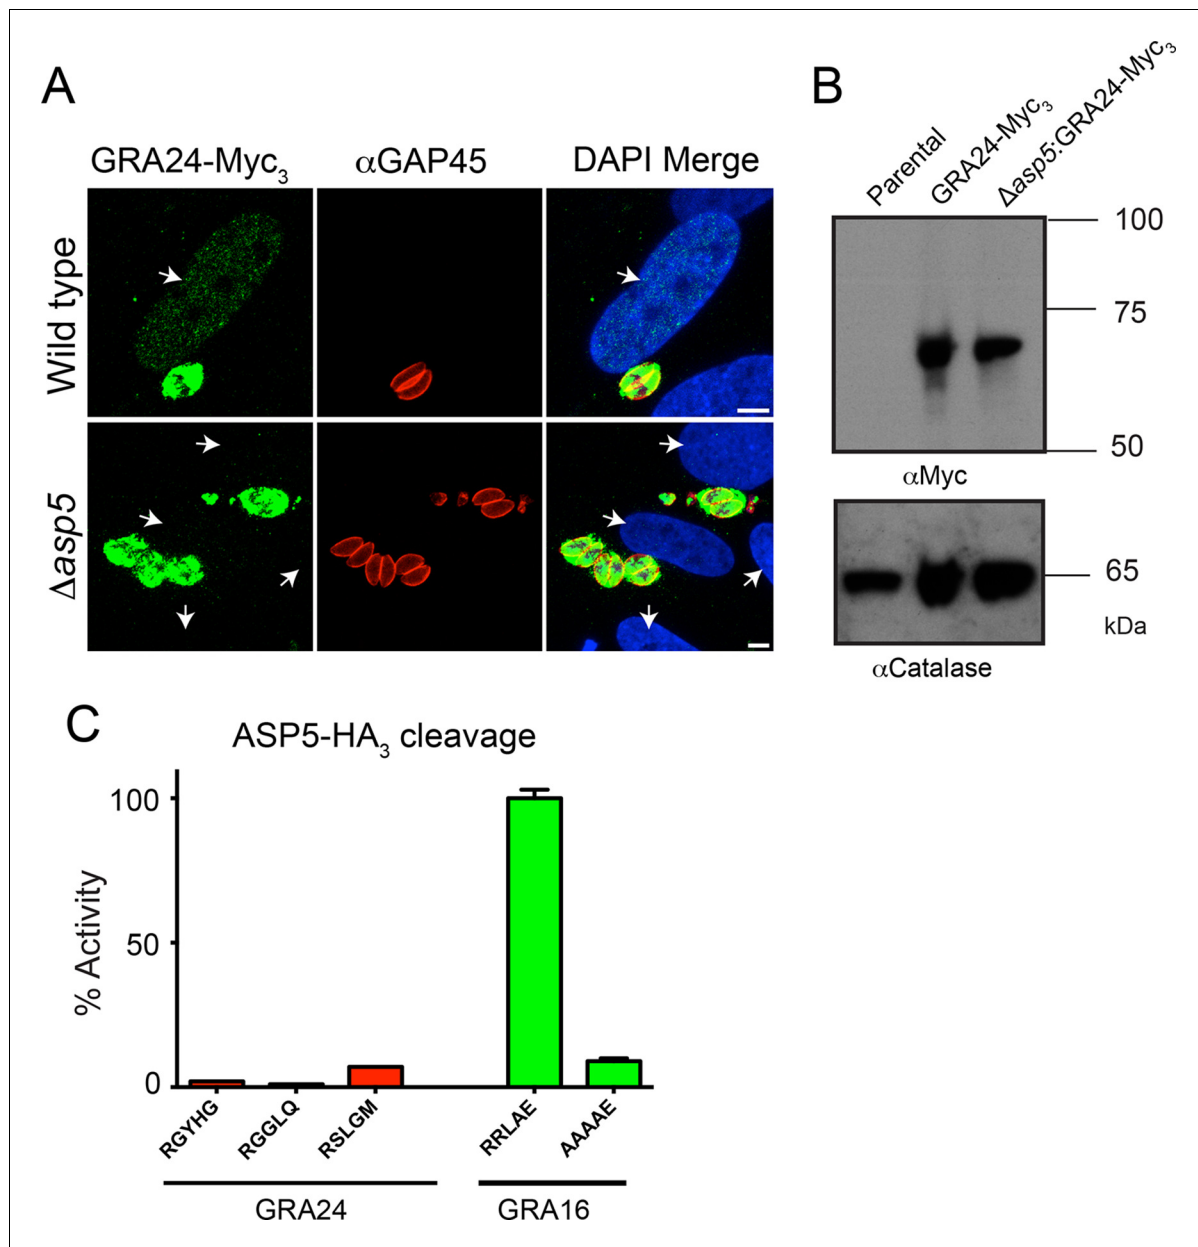 A
GRA24-Myc3 αGAP45 DAPI Merge
Wild type
Δasp5
B
Parental
GRA24-Myc3
Δasp5:GRA24-Myc3
100
75
50
αMyc
65
kDa
αCatalase
C
ASP5-HA3 cleavage
% Activity
100
50
0
RGYHG RGGLQ RSLGM RRLAE AAAAE
GRA24 GRA16